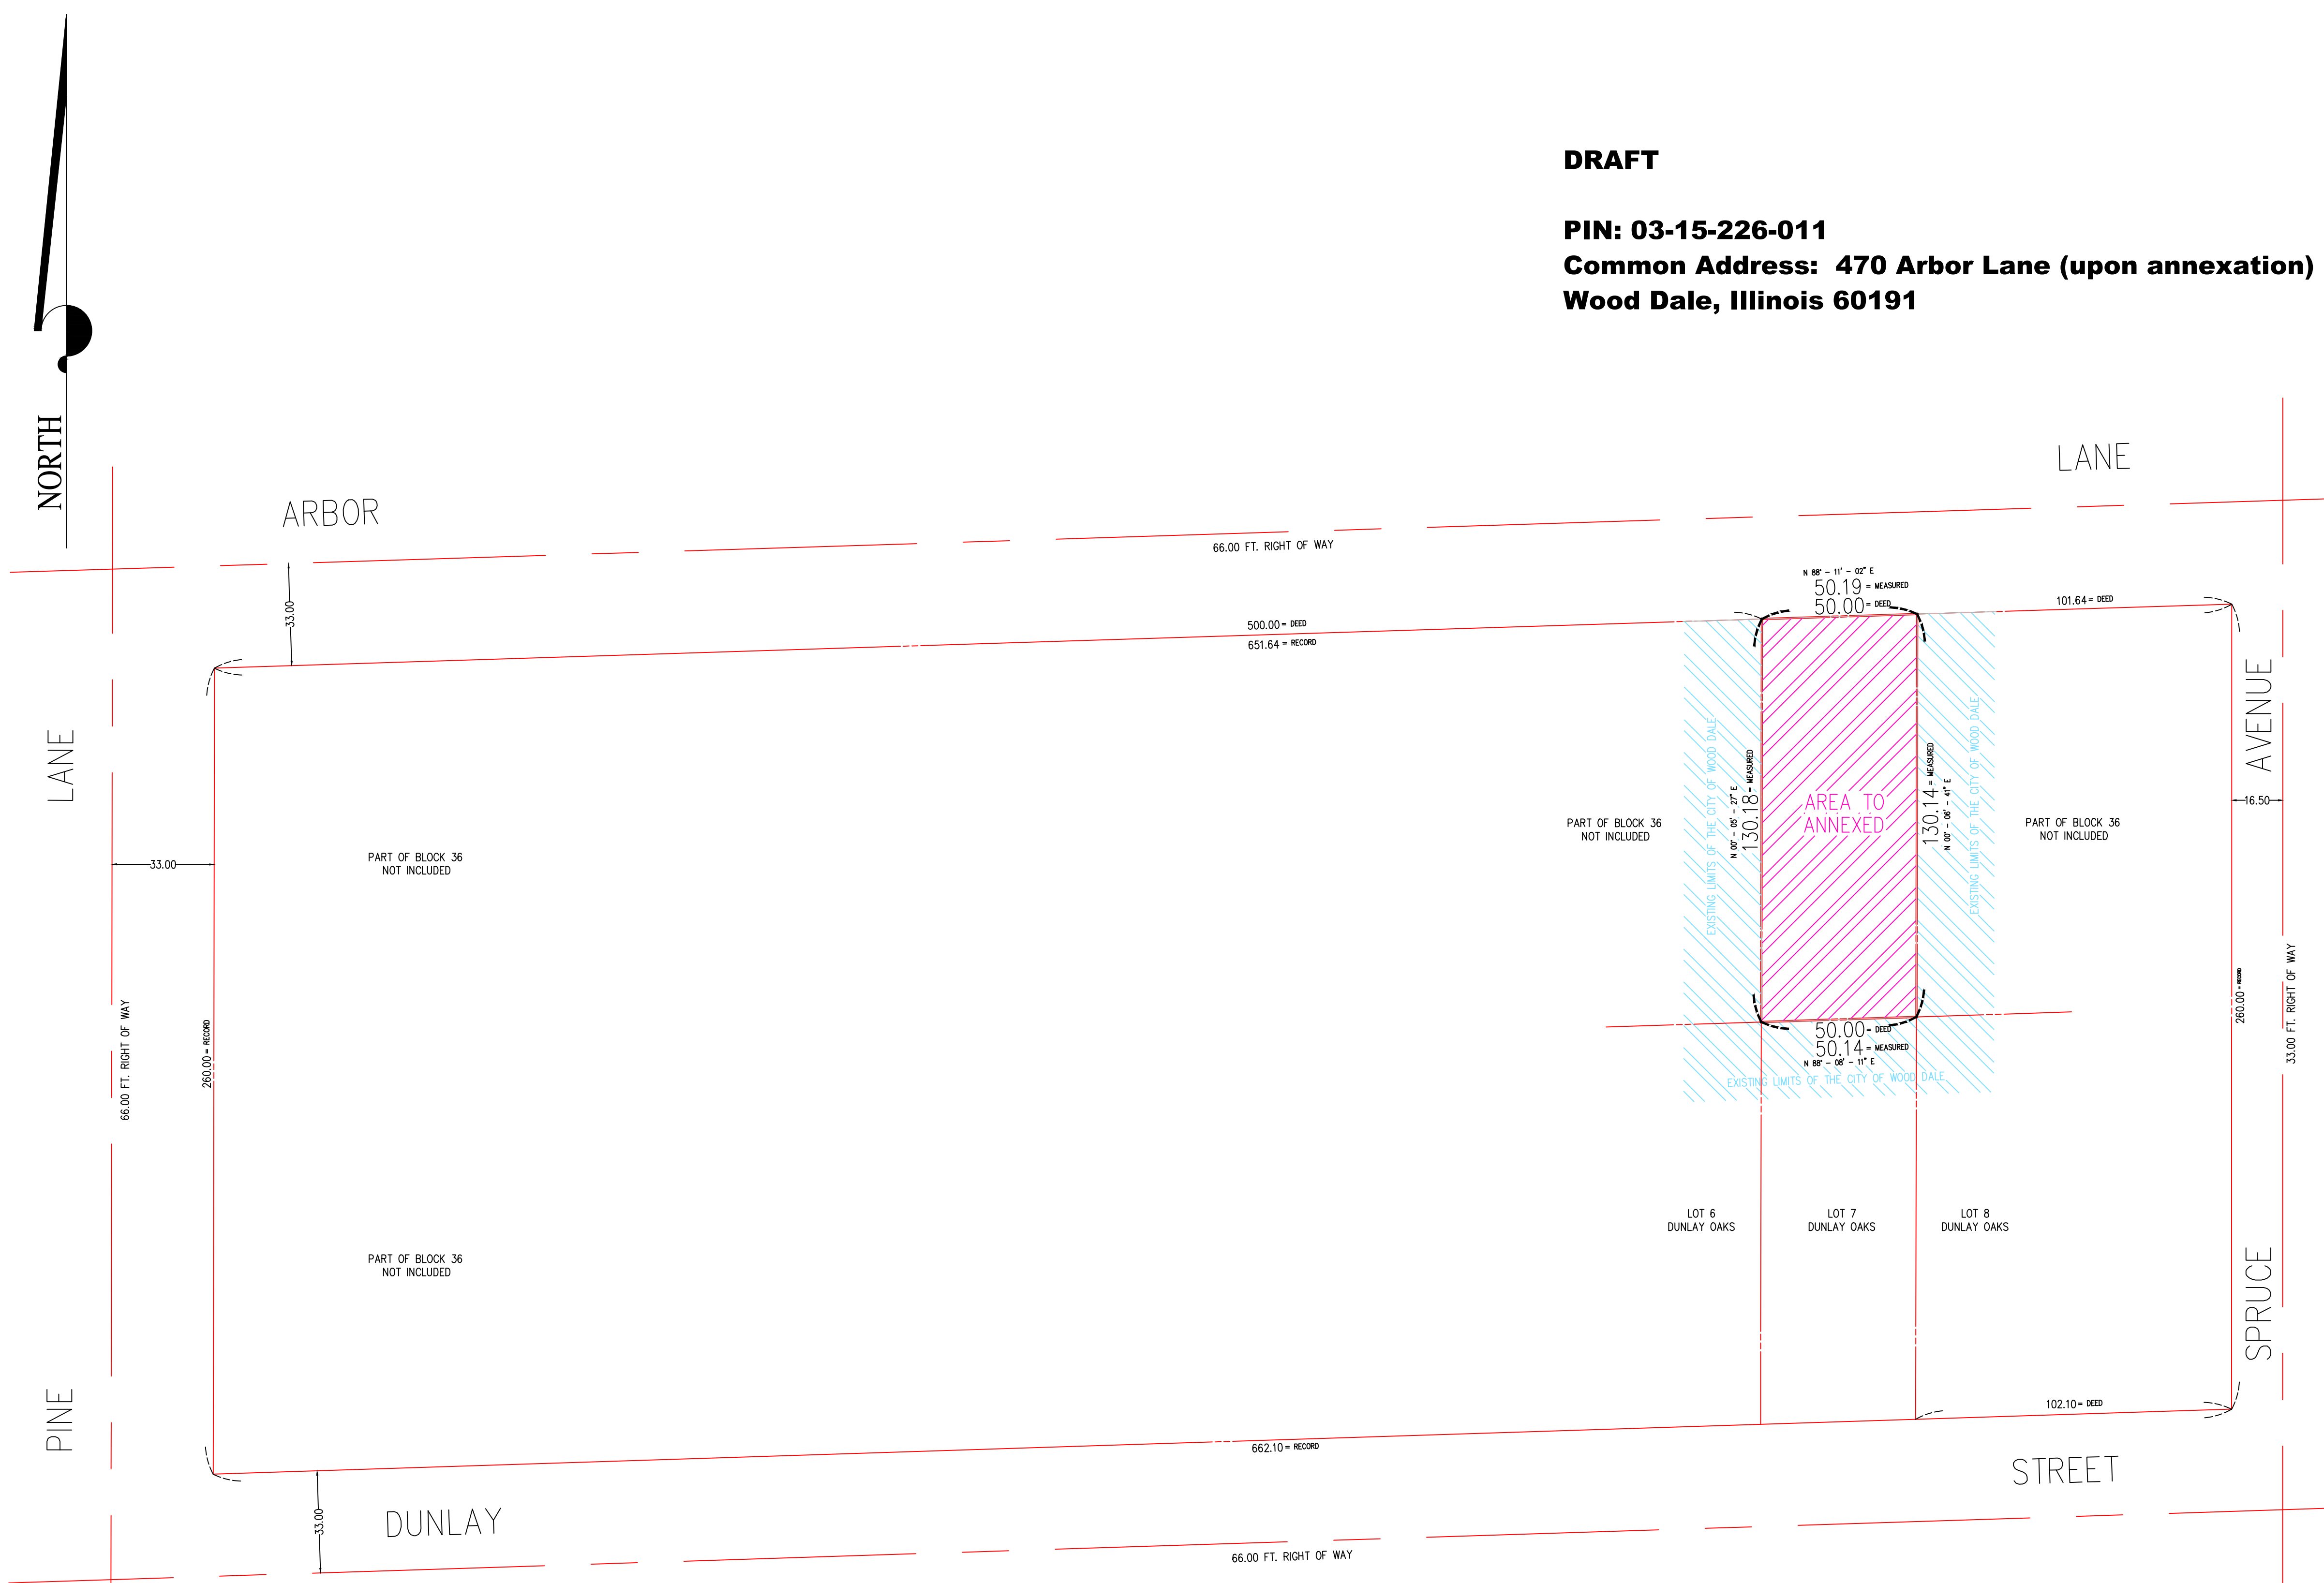 DRAFT
PIN: 03-15-226-011
Common Address: 470 Arbor Lane (upon annexation)
Wood Dale, Illinois 60191
NORTH
ARBOR
LANE
66.00 FT. RIGHT OF WAY
33.00
N 88° - 11' - 02" E
50.19 = MEASURED
50.00 = DEED
101.64 = DEED
500.00 = DEED
651.64 = RECORD
LANE
PINE
33.00
66.00 FT. RIGHT OF WAY
260.00 = RECORD
PART OF BLOCK 36
NOT INCLUDED
PART OF BLOCK 36
NOT INCLUDED
PART OF BLOCK 36
NOT INCLUDED
EXISTING LIMITS OF THE CITY OF WOOD DALE
N 00° - 05' - 27" E
130.18 = MEASURED
AREA TO
ANNEXED
130.14 = MEASURED
N 00° - 06' - 41" E
EXISTING LIMITS OF THE CITY OF WOOD DALE
PART OF BLOCK 36
NOT INCLUDED
AVENUE
16.50
260.00 = RECORD
33.00 FT. RIGHT OF WAY
SPRUCE
50.00 = DEED
50.14 = MEASURED
N 88° - 08' - 11" E
EXISTING LIMITS OF THE CITY OF WOOD DALE
LOT 6
DUNLAY OAKS
LOT 7
DUNLAY OAKS
LOT 8
DUNLAY OAKS
102.10 = DEED
662.10 = RECORD
33.00
DUNLAY
STREET
66.00 FT. RIGHT OF WAY